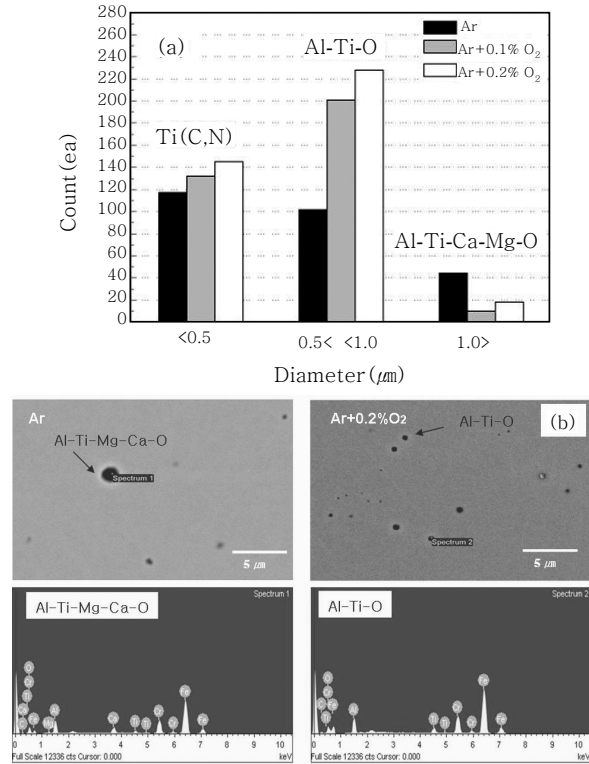 (a)
Al-Ti-O
Ar
Ar+0.1% O2
Ar+0.2% O2
Ti(C,N)
Al-Ti-Ca-Mg-O
Count(ea)
280
260
240
220
200
180
160
140
120
100
80
60
40
20
0
<0.5
0.5< <1.0
1.0>
Diameter(㎛)
Ar
Al-Ti-Mg-Ca-O
Spectrum 1
5 ㎛
Ar+0.2%O2
Al-Ti-O
(b)
Spectrum 2
5 ㎛
Spectrum 1
Al-Ti-Mg-Ca-O
0 1 2 3 4 5 6 7 8 9 10
Full Scale 12336 cts Cursor: 0.000
keV
Spectrum 2
Al-Ti-O
0 1 2 3 4 5 6 7 8 9 10
Full Scale 12336 cts Cursor: 0.000
keV